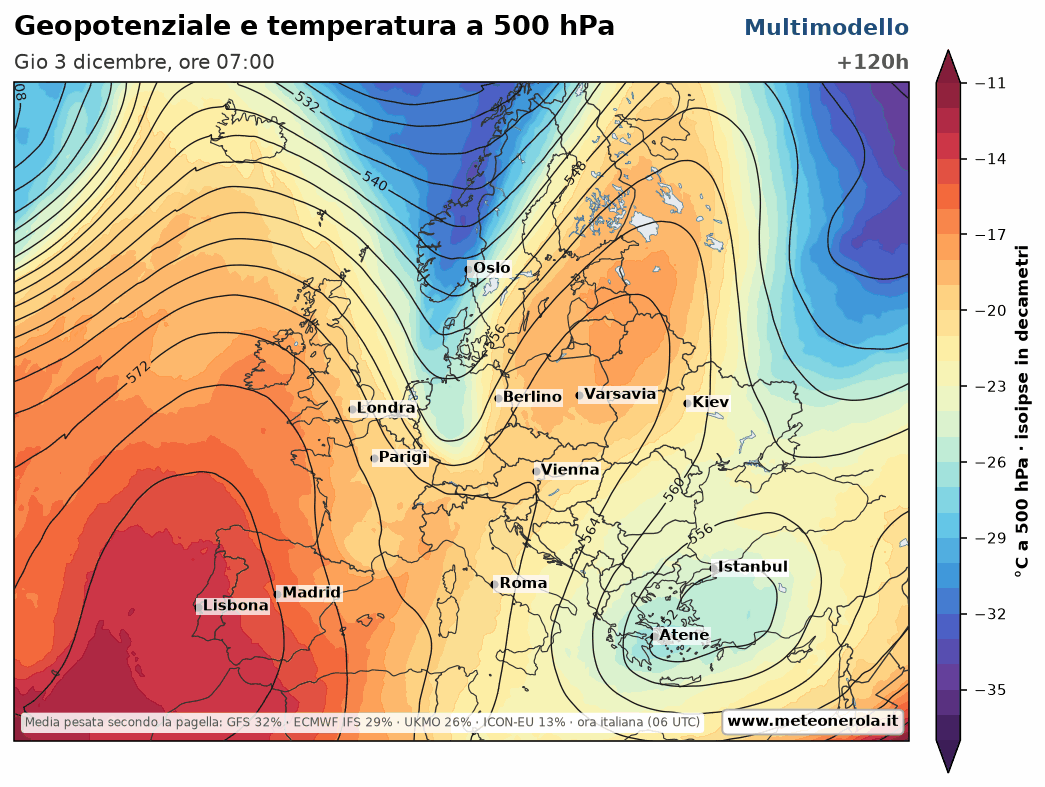 Geopotenziale e temperatura a 500 hPa
Multimodello
Gio 3 dicembre, ore 07:00
+120h
08
532
540
548
556
572
560
564
556
52
Oslo
Londra
Berlino
Varsavia
Kiev
Parigi
Vienna
Roma
Istanbul
Madrid
Lisbona
Atene
−11
−14
−17
−20
−23
−26
−29
−32
−35
°C a 500 hPa · isoipse in decametri
Media pesata secondo la pagella: GFS 32% · ECMWF IFS 29% · UKMO 26% · ICON-EU 13% · ora italiana (06 UTC)
www.meteonerola.it